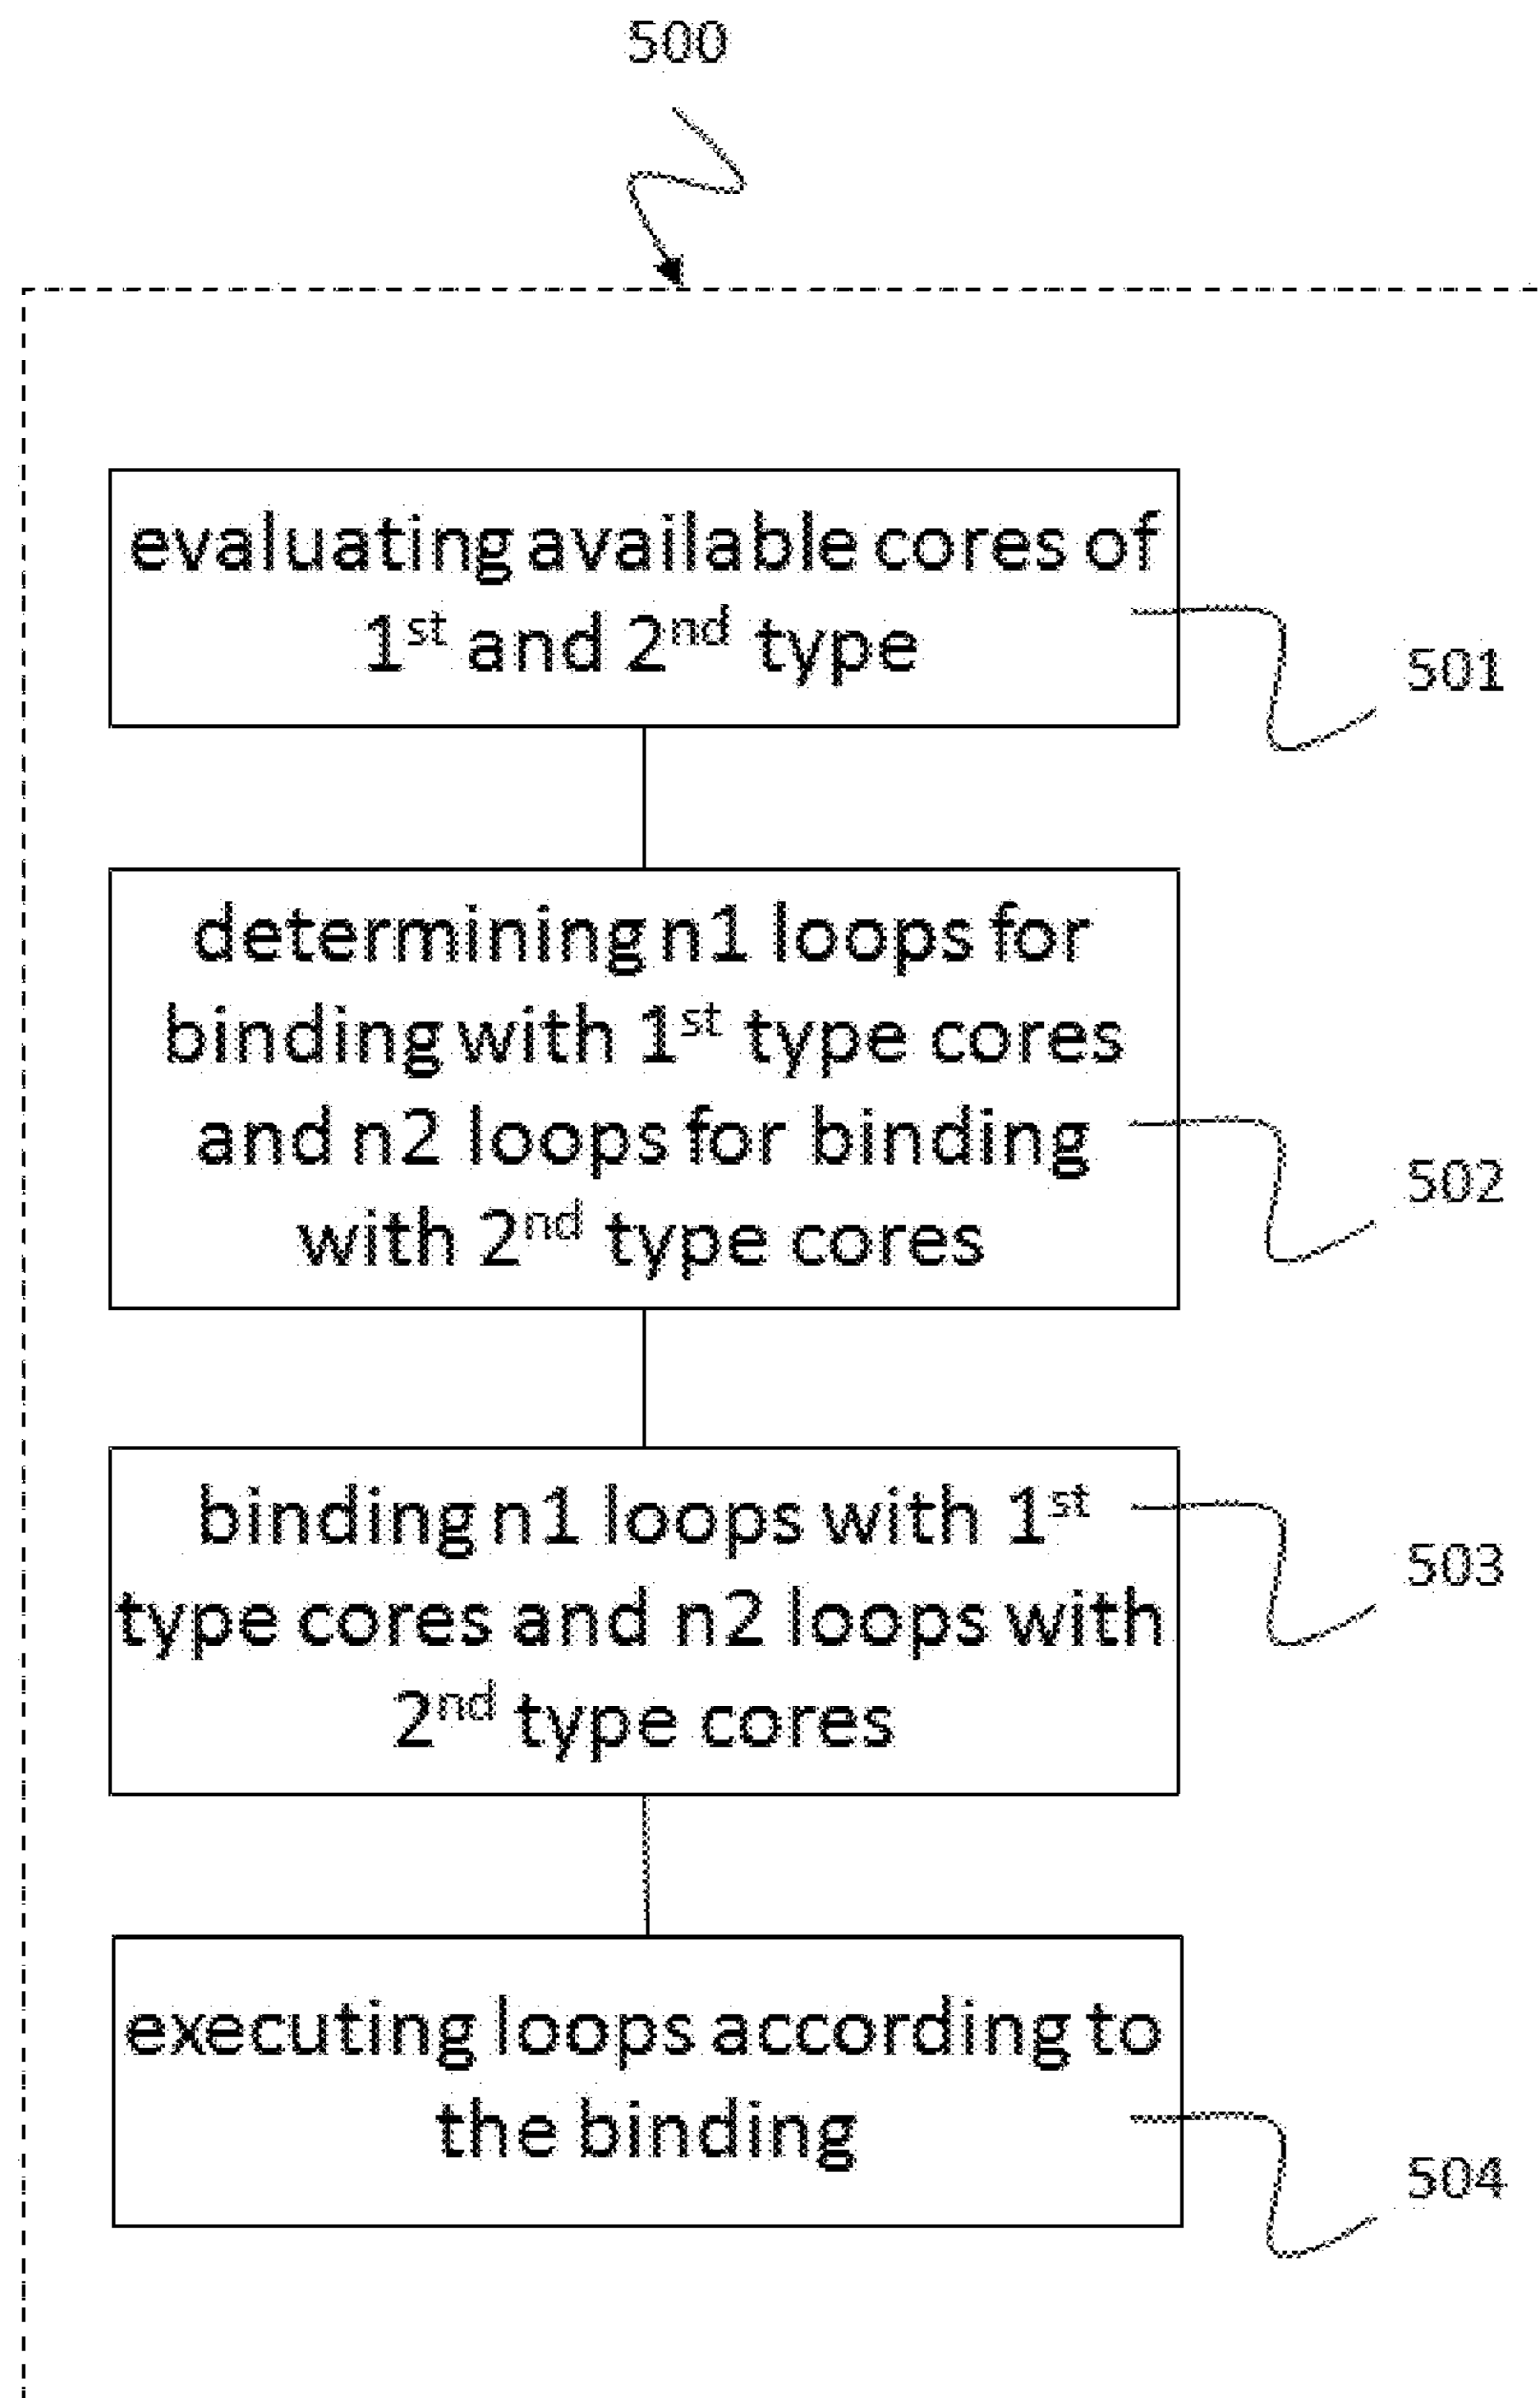 500
evaluating available cores of
1st and 2nd type
501
determining n1 loops for
binding with 1st type cores
and n2 loops for binding
with 2nd type cores
502
binding n1 loops with 1st
type cores and n2 loops with
2nd type cores
503
executing loops according to
the binding
504